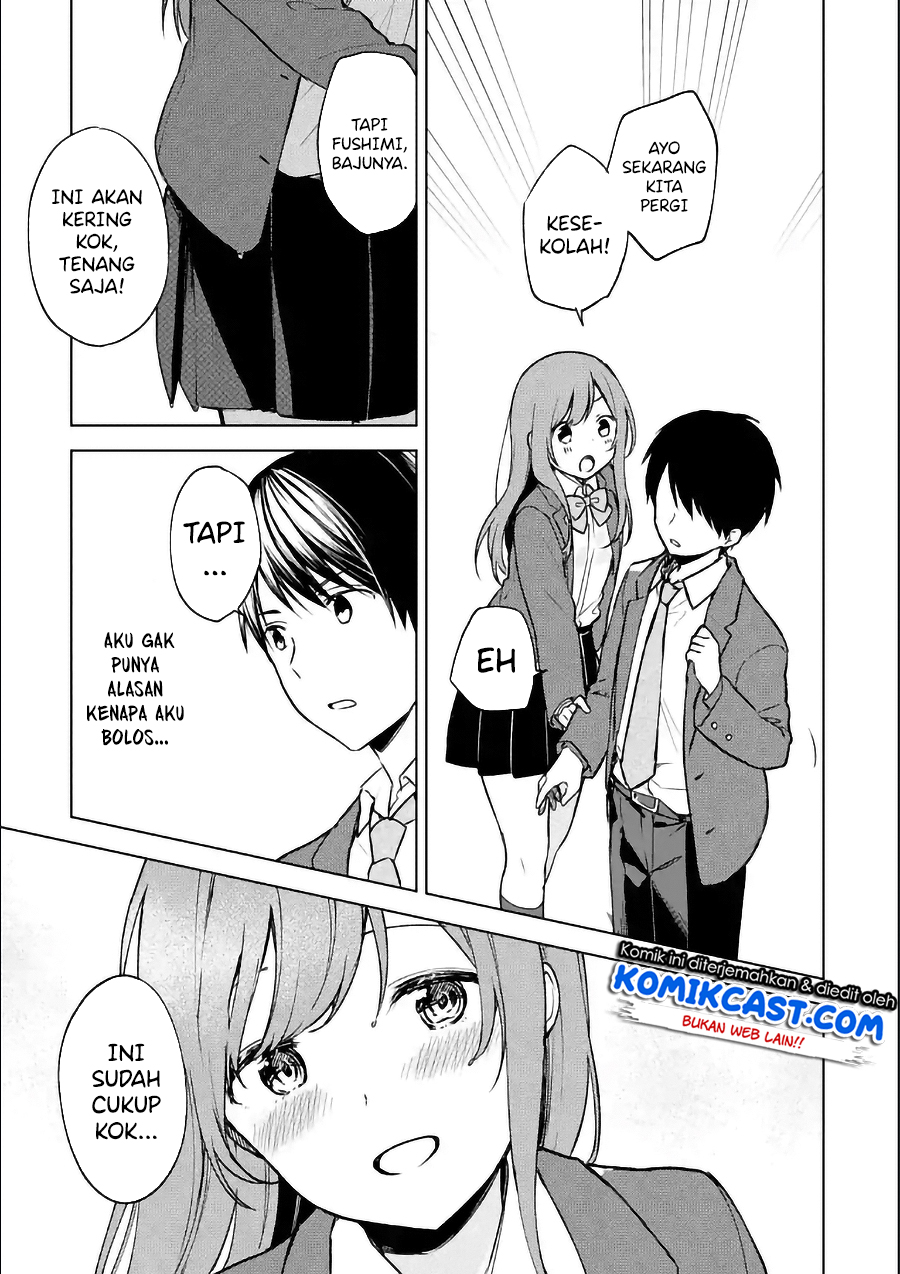 AYO
SEKARANG
KITA
PERGI
KESE-
KOLAH!
EH
TAPI
FUSHIMI,
BAJUNYA.
INI AKAN
KERING
KOK,
TENANG
SAJA!
TAPI
...
AKU GAK
PUNYA
ALASAN
KENAPA AKU
BOLOS...
INI
SUDAH
CUKUP
KOK...
Komik ini diterjemahkan & diedit oleh
KOMIKCAST.COM
BUKAN WEB LAIN!!